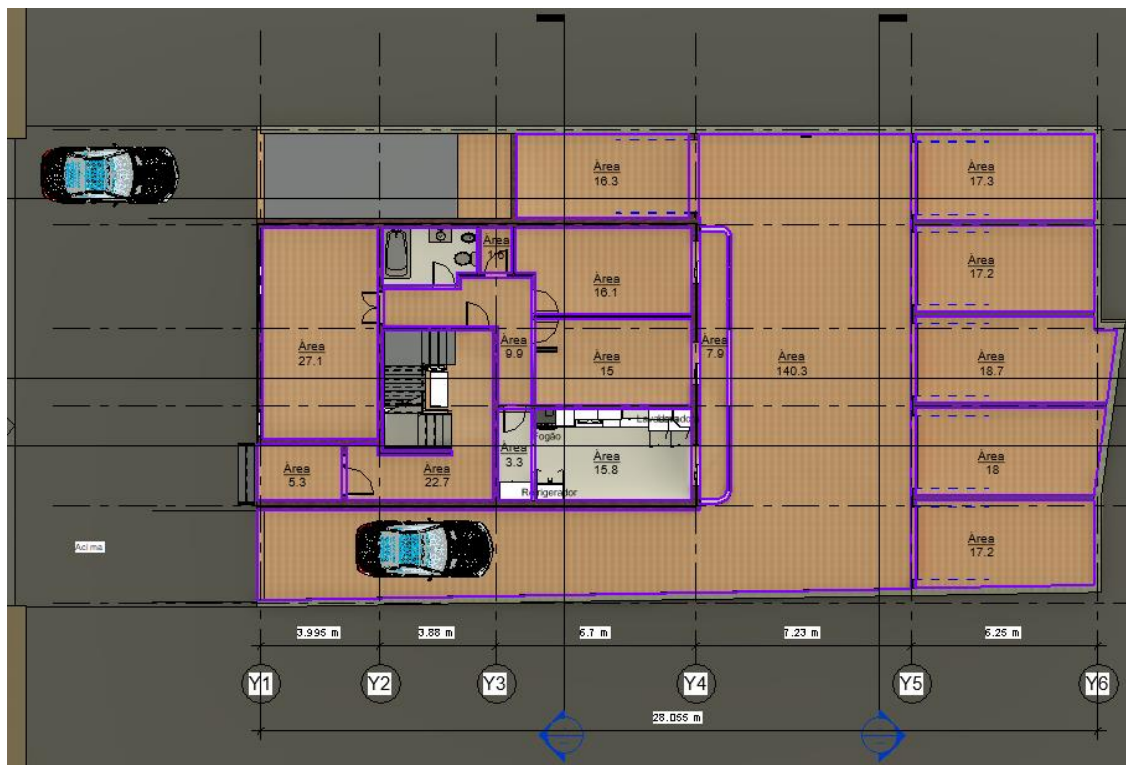 Área
16.3
Área
17.3
Área
1.6
Área
16.1
Área
17.2
Área
27.1
Área
9.9
Área
15
Área
7.9
Área
140.3
Área
18.7
Fogão
Área
5.3
Área
22.7
Área
3.3
Área
15.8
Área
18
Refrigerador
Acima
Área
17.2
3.995 m
3.88 m
6.7 m
7.23 m
6.25 m
Y1
Y2
Y3
Y4
Y5
Y6
28.055 m